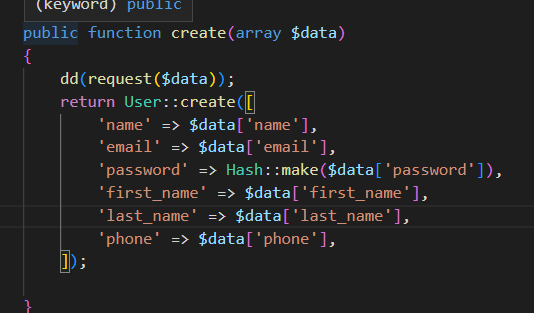 (keyword) public
public function create(array $data)
{
dd(request($data));
return User::create([
'name' => $data['name'],
'email' => $data['email'],
'password' => Hash::make($data['password']),
'first_name' => $data['first_name'],
'last_name' => $data['last_name'],
'phone' => $data['phone'],
]);
}